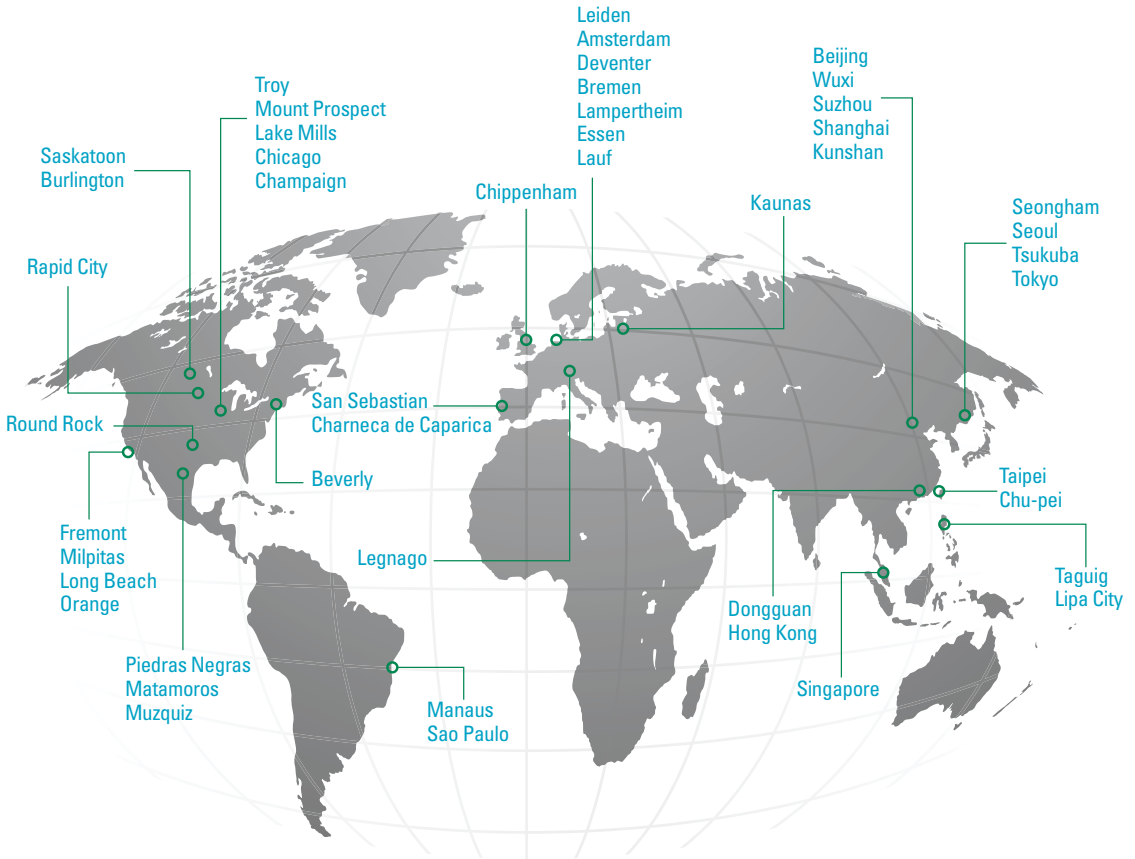 Leiden
Amsterdam
Deventer
Bremen
Lampertheim
Essen
Lauf
Beijing
Wuxi
Suzhou
Shanghai
Kunshan
Troy
Mount Prospect
Lake Mills
Chicago
Champaign
Saskatoon
Burlington
Chippenham
Kaunas
Seongham
Seoul
Tsukuba
Tokyo
Rapid City
San Sebastian
Charneca de Caparica
Round Rock
Beverly
Taipei
Chu-pei
Fremont
Milpitas
Long Beach
Orange
Legnago
Taguig
Lipa City
Dongguan
Hong Kong
Piedras Negras
Matamoros
Muzquiz
Singapore
Manaus
Sao Paulo